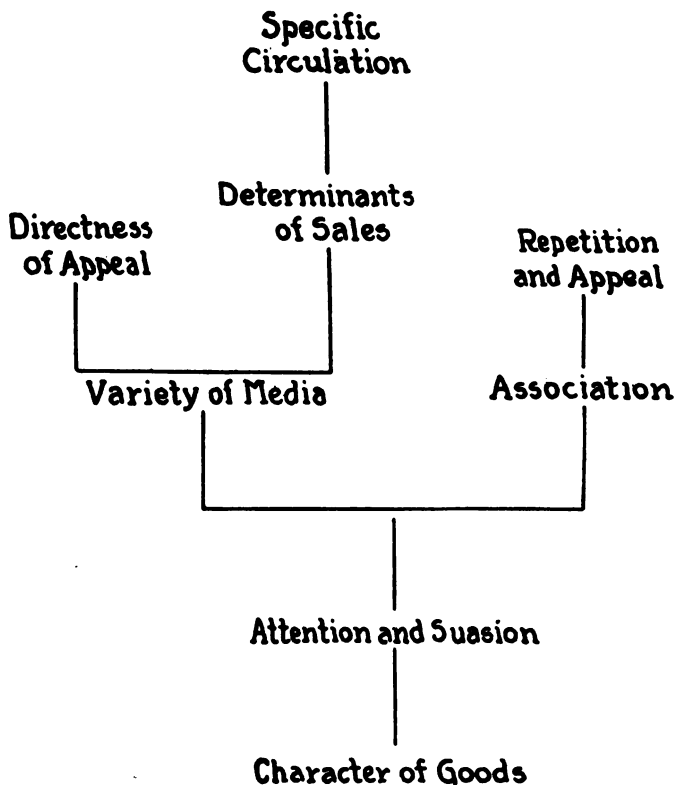 Specific
Circulation
Determinants
of Sales
Directness
of Appeal
Repetition
and Appeal
Variety of Media
Association
Attention and Suasion
Character of Goods